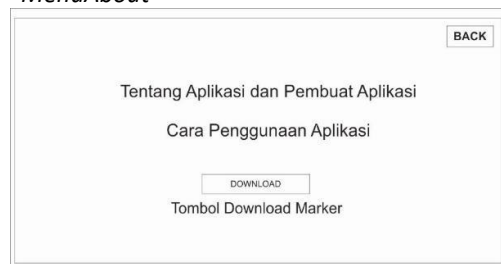 MenuAbout
BACK
Tentang Aplikasi dan Pembuat Aplikasi
Cara Penggunaan Aplikasi
DOWNLOAD
Tombol Download Marker